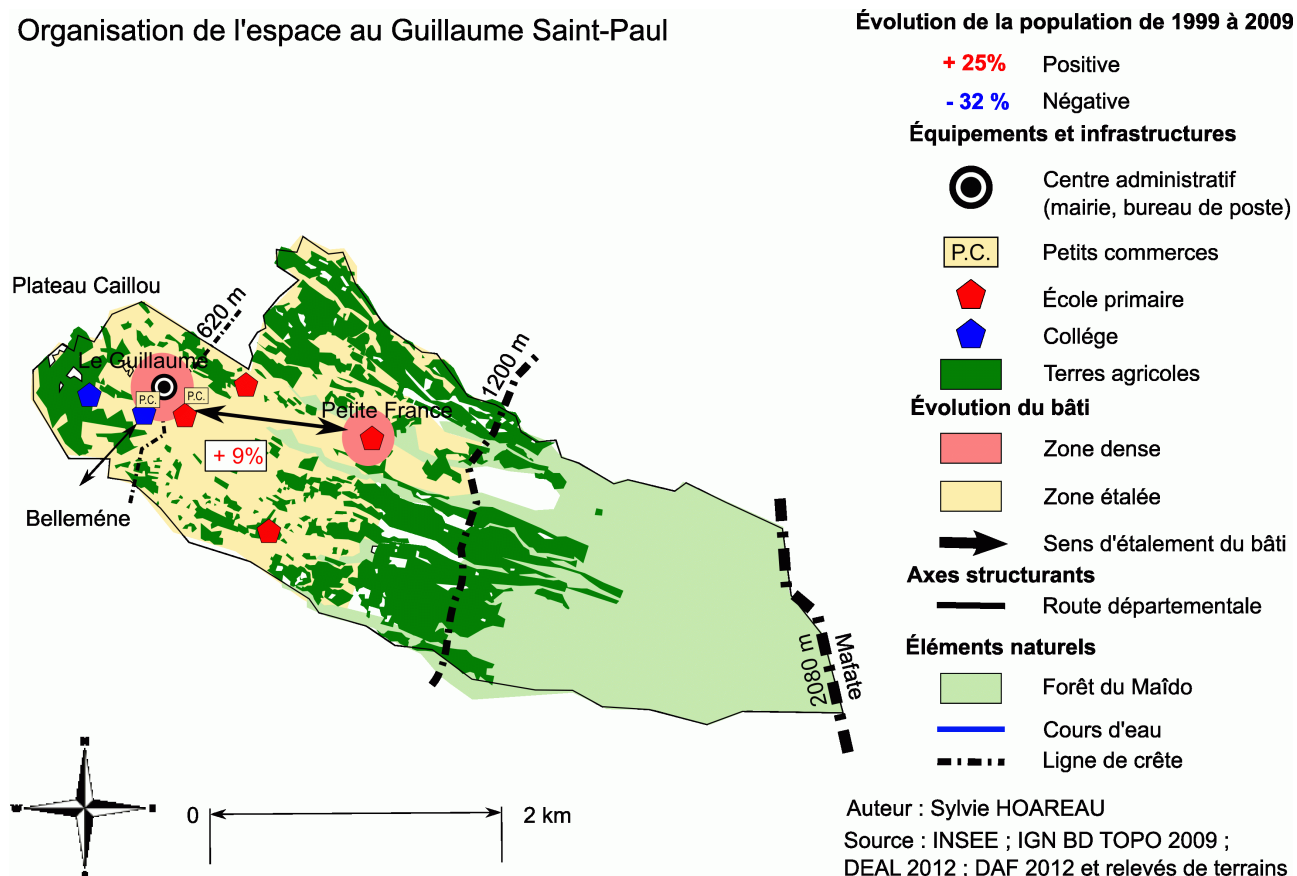 Organisation de l'espace au Guillaume Saint-Paul
Plateau Caillou
620 m
Le Guillaume
P.C.
P.C.
Petite France
1200 m
+ 9%
Belleméne
2080 m
Mafate
N
W
E
S
0
2 km
Évolution de la population de 1999 à 2009
+ 25%
Positive
- 32 %
Négative
Équipements et infrastructures
Centre administratif
(mairie, bureau de poste)
P.C.
Petits commerces
École primaire
Collége
Terres agricoles
Évolution du bâti
Zone dense
Zone étalée
Sens d'étalement du bâti
Axes structurants
Route départementale
Éléments naturels
Forêt du Maîdo
Cours d'eau
Ligne de crête
Auteur : Sylvie HOAREAU
Source : INSEE ; IGN BD TOPO 2009 ;
DEAL 2012 ; DAF 2012 et relevés de terrains